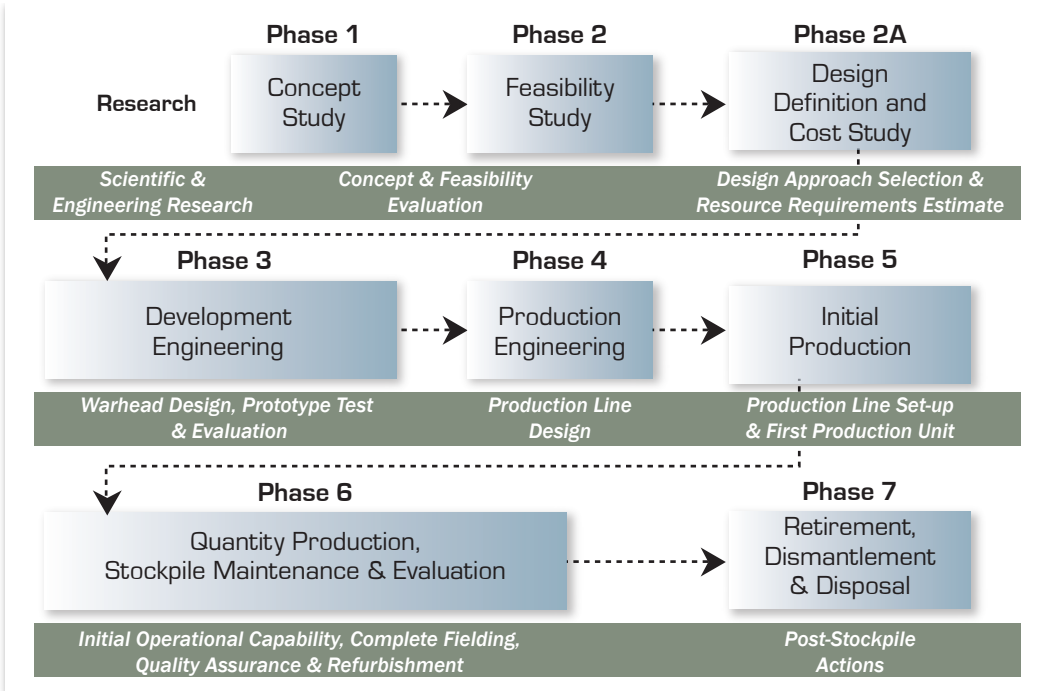 Phase 1
Phase 2
Phase 2A
Research
Concept
Study
Feasibility
Study
Design
Definition and
Cost Study
Scientific &
Engineering Research
Concept & Feasibility
Evaluation
Design Approach Selection &
Resource Requirements Estimate
Phase 3
Phase 4
Phase 5
Development
Engineering
Production
Engineering
Initial
Production
Warhead Design, Prototype Test
& Evaluation
Production Line
Design
Production Line Set-up
& First Production Unit
Phase 6
Phase 7
Quantity Production,
Stockpile Maintenance & Evaluation
Retirement,
Dismantlement
& Disposal
Initial Operational Capability, Complete Fielding,
Quality Assurance & Refurbishment
Post-Stockpile
Actions